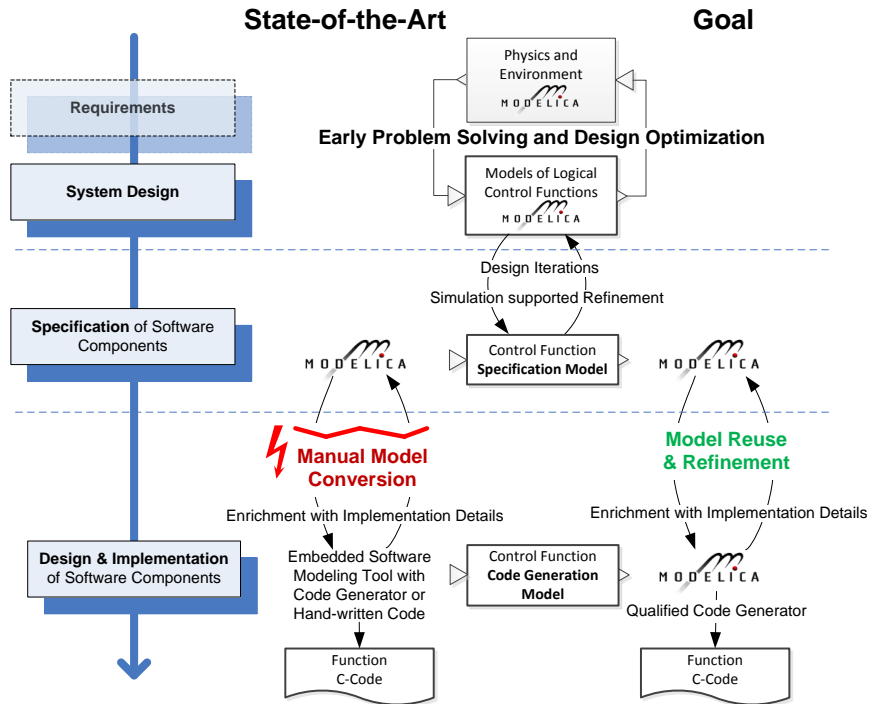 State-of-the-Art
Goal
Physics and
Environment
MODELICA
Requirements
Early Problem Solving and Design Optimization
System Design
Models of Logical
Control Functions
MODELICA
Design Iterations
Simulation supported Refinement
Specification of Software
Components
MODELICA
Control Function
Specification Model
MODELICA
Manual Model
Conversion
Model Reuse
& Refinement
Enrichment with Implementation Details
Enrichment with Implementation Details
Design & Implementation
of Software Components
Embedded Software
Modeling Tool with
Code Generator or
Hand-written Code
Control Function
Code Generation
Model
MODELICA
Qualified Code Generator
Function
C-Code
Function
C-Code